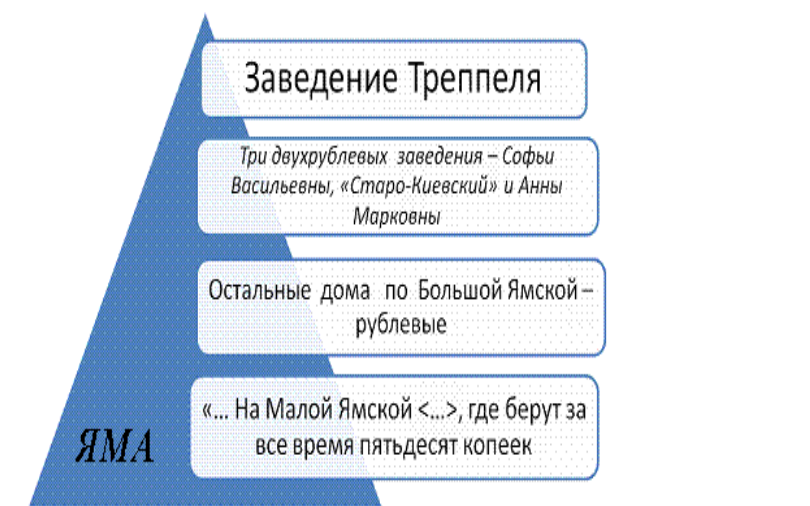 Заведение Треппеля
Три двухрублевых заведения – Софьи
Васильевны, «Старо-Киевский» и Анны
Марковны
Остальные дома по Большой Ямской –
рублевые
«... На Малой Ямской <...>, где берут за
все время пятьдесят копеек
ЯМА